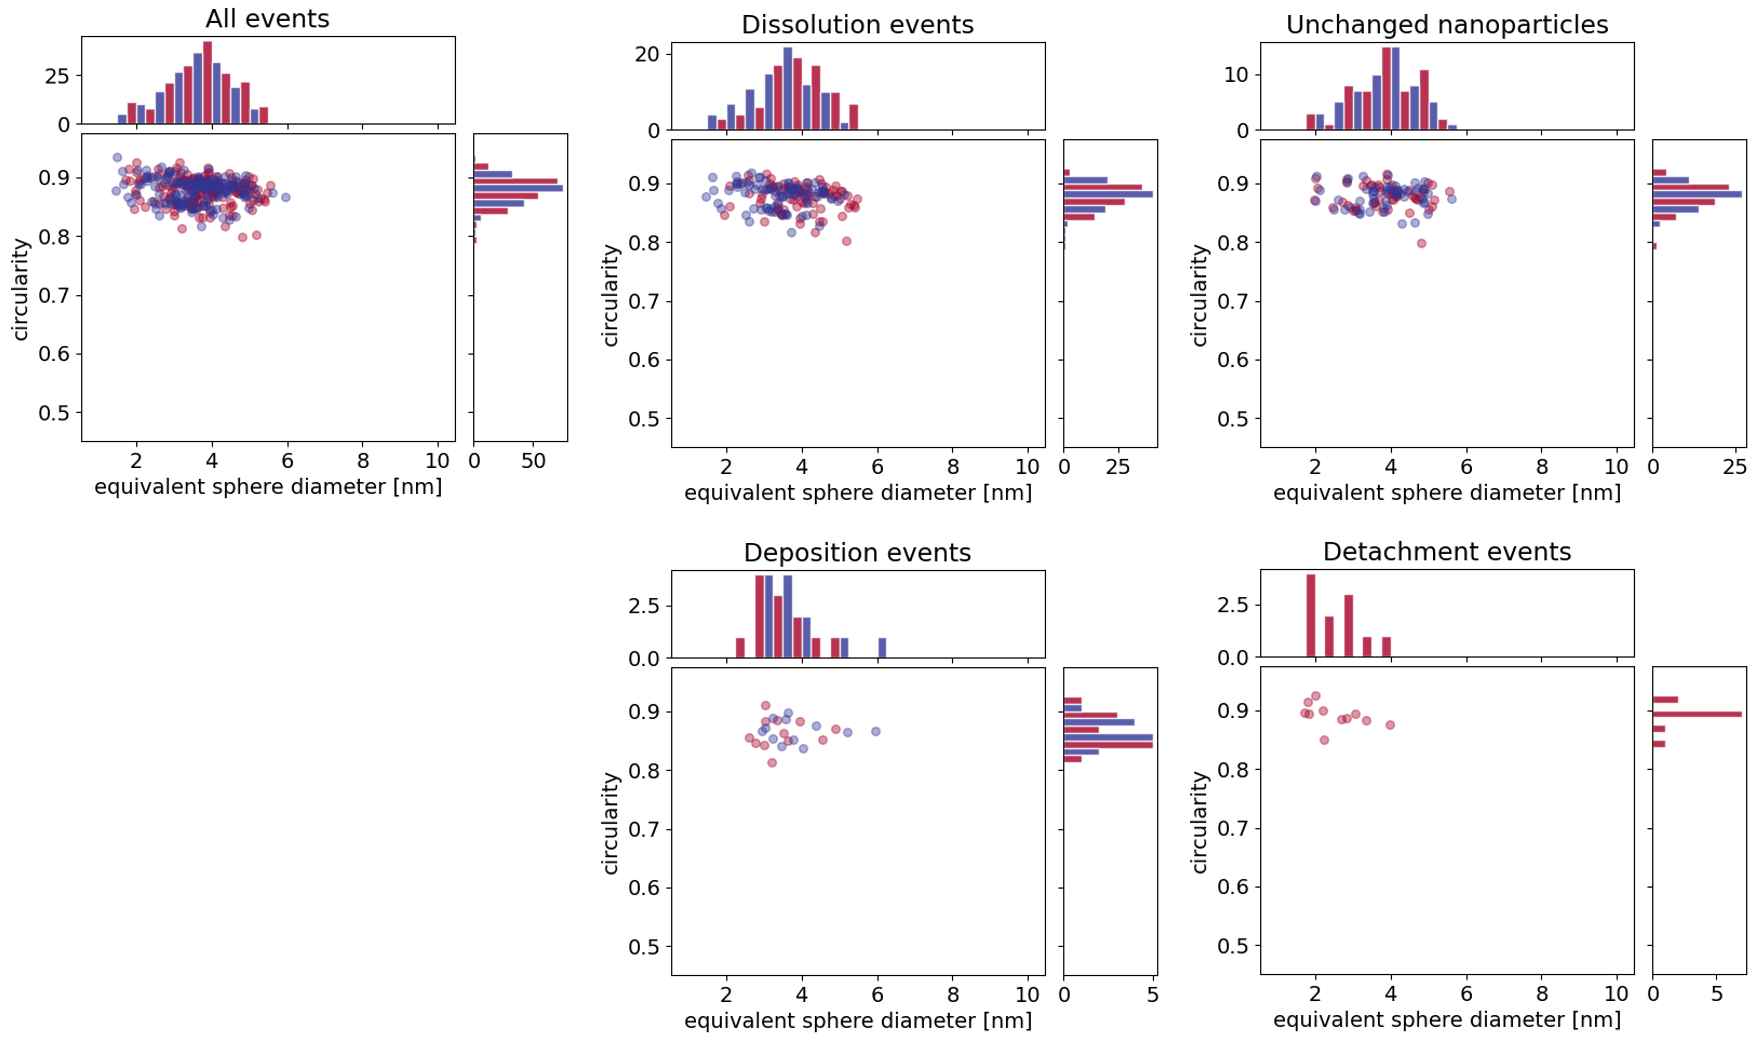 All events
25
0
0.9
0.8
0.7
0.6
0.5
circularity
2 4 6 8 10
equivalent sphere diameter [nm]
0 50
Dissolution events
20
0
0.9
0.8
0.7
0.6
0.5
circularity
2 4 6 8 10
equivalent sphere diameter [nm]
0 25
Unchanged nanoparticles
10
0
0.9
0.8
0.7
0.6
0.5
circularity
2 4 6 8 10
equivalent sphere diameter [nm]
0 25
Deposition events
2.5
0.0
0.9
0.8
0.7
0.6
0.5
circularity
2 4 6 8 10
equivalent sphere diameter [nm]
0 5
Detachment events
2.5
0.0
0.9
0.8
0.7
0.6
0.5
circularity
2 4 6 8 10
equivalent sphere diameter [nm]
0 5